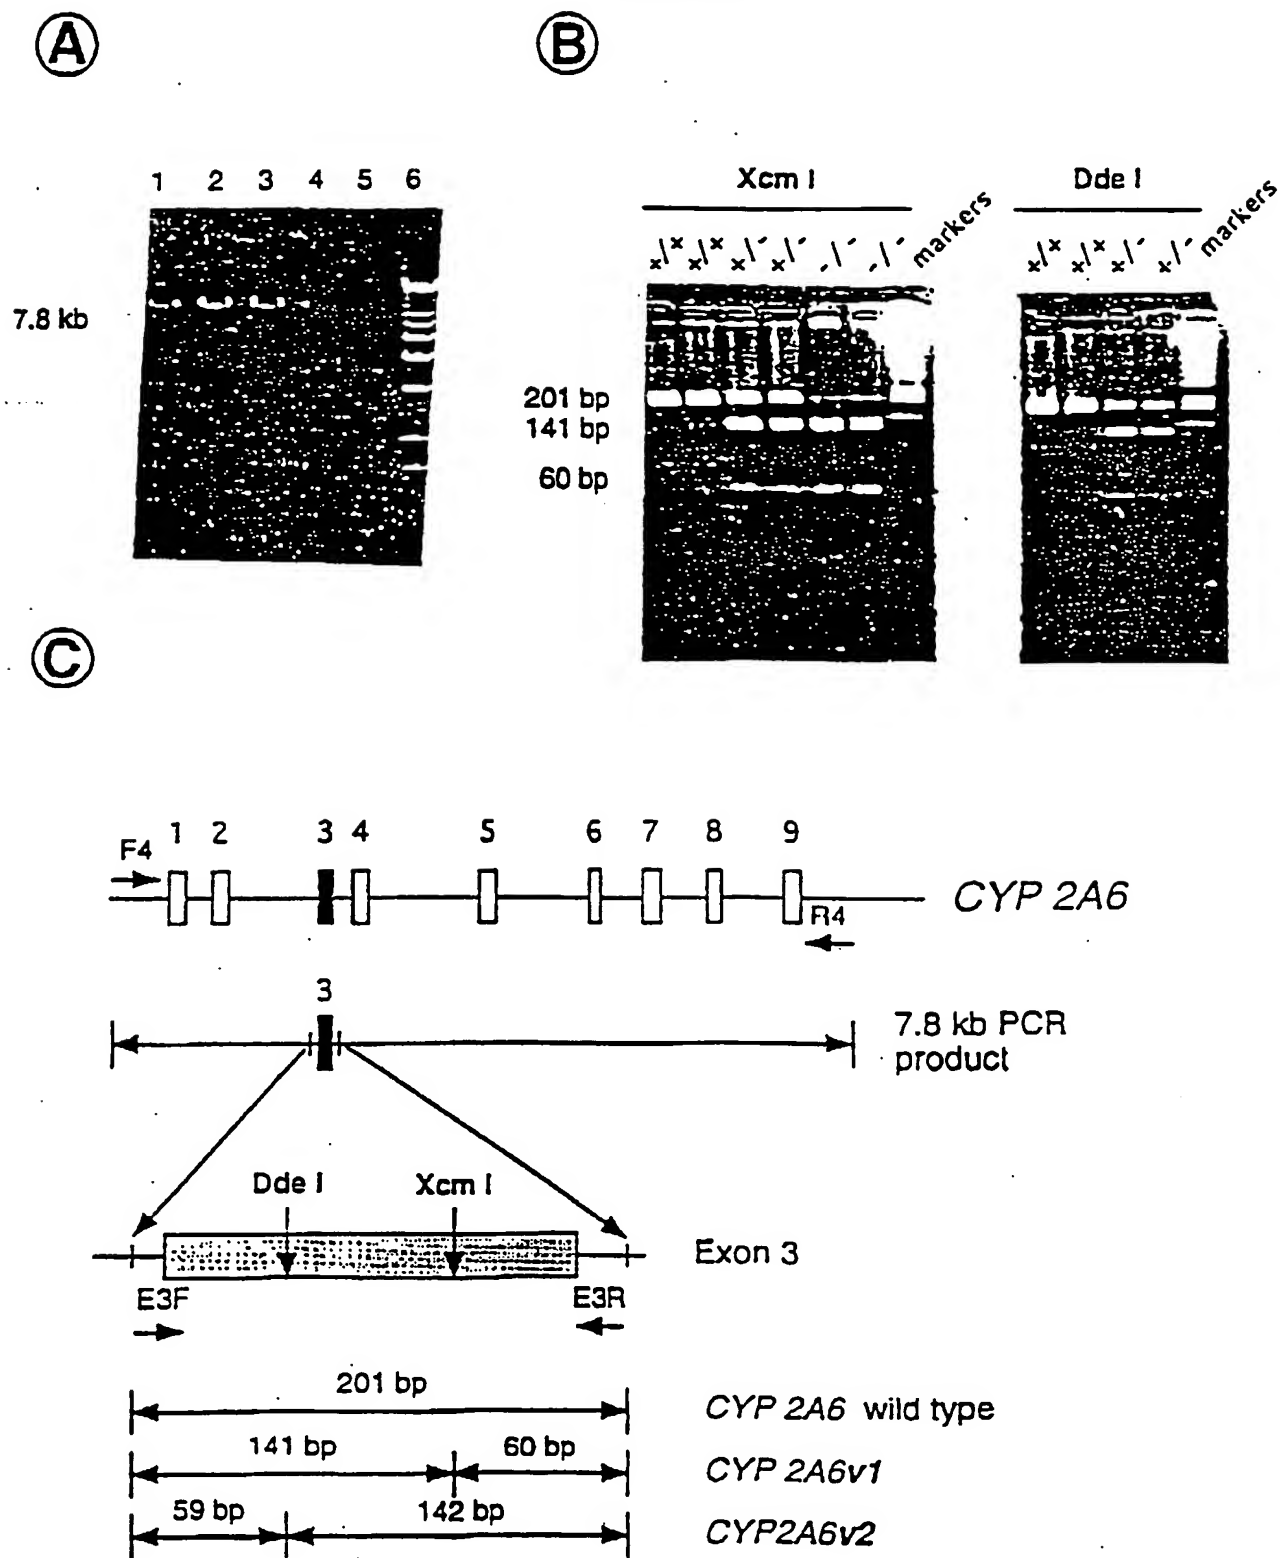 A
B
1 2 3 4 5 6
7.8 kb
Xcm I
Dde I
+/+ +/+ +/- +/- -/- -/- markers
+/+ +/+ +/- +/- markers
201 bp
141 bp
60 bp
C
F4 1 2 3 4 5 6 7 8 9
CYP 2A6
R4
3
7.8 kb PCR
product
Dde I Xcm I
Exon 3
E3F E3R
201 bp
CYP 2A6 wild type
141 bp 60 bp
CYP 2A6v1
59 bp 142 bp
CYP2A6v2